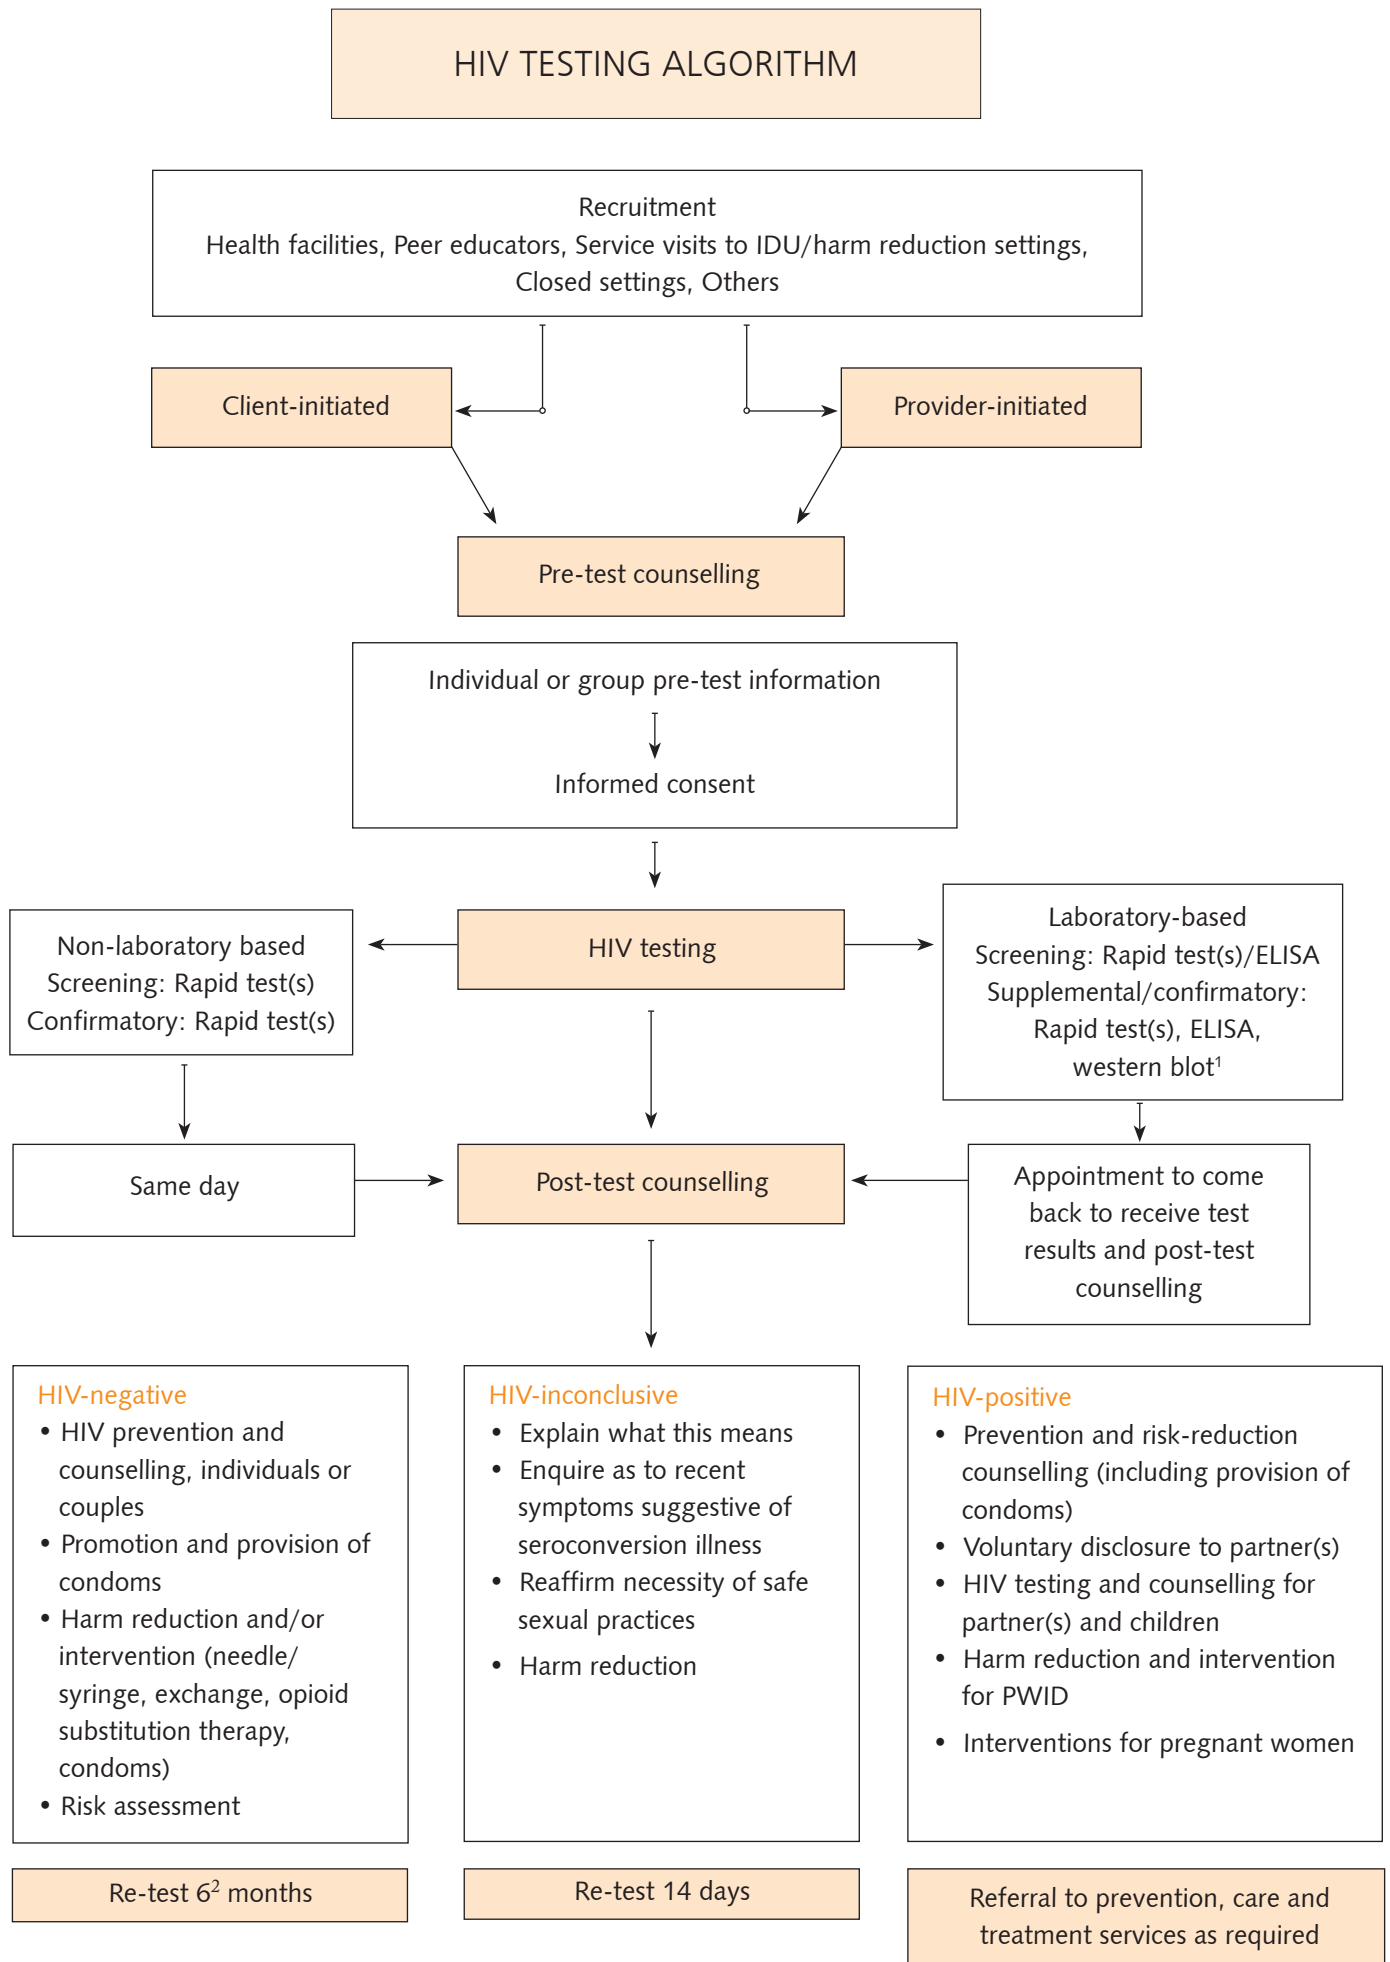 HIV TESTING ALGORITHM
Recruitment
Health facilities, Peer educators, Service visits to IDU/harm reduction settings,
Closed settings, Others
Client-initiated
Provider-initiated
Pre-test counselling
Individual or group pre-test information
Informed consent
Non-laboratory based
Screening: Rapid test(s)
Confirmatory: Rapid test(s)
HIV testing
Laboratory-based
Screening: Rapid test(s)/ELISA
Supplemental/confirmatory:
Rapid test(s), ELISA,
western blot¹
Same day
Post-test counselling
Appointment to come
back to receive test
results and post-test
counselling
HIV-negative
• HIV prevention and
counselling, individuals or
couples
• Promotion and provision of
condoms
• Harm reduction and/or
intervention (needle/
syringe, exchange, opioid
substitution therapy,
condoms)
• Risk assessment
HIV-inconclusive
• Explain what this means
• Enquire as to recent
symptoms suggestive of
seroconversion illness
• Reaffirm necessity of safe
sexual practices
• Harm reduction
HIV-positive
• Prevention and risk-reduction
counselling (including provision of
condoms)
• Voluntary disclosure to partner(s)
• HIV testing and counselling for
partner(s) and children
• Harm reduction and intervention
for PWID
• Interventions for pregnant women
Re-test 6² months
Re-test 14 days
Referral to prevention, care and
treatment services as required